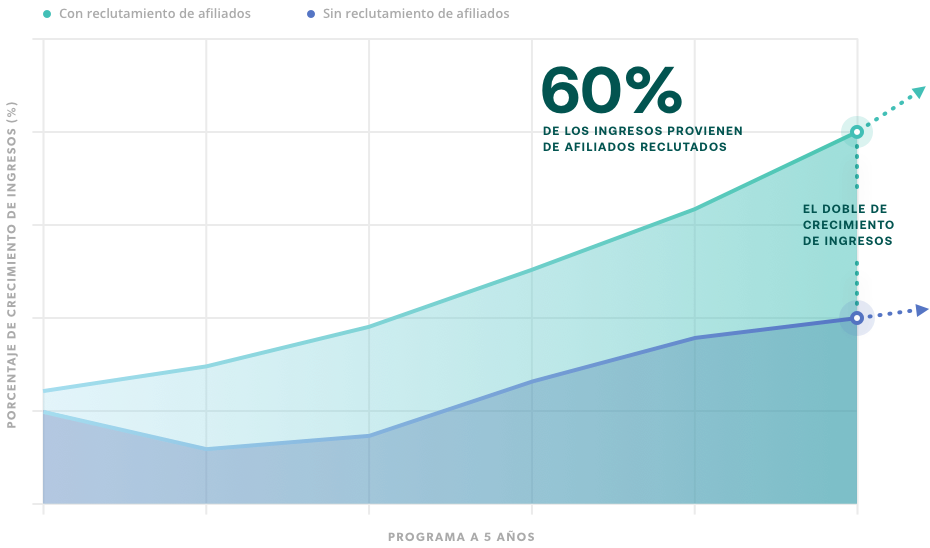 Con reclutamiento de afiliados
Sin reclutamiento de afiliados
60%
DE LOS INGRESOS PROVIENEN
DE AFILIADOS RECLUTADOS
EL DOBLE DE
CRECIMIENTO
DE INGRESOS
PORCENTAJE DE CRECIMIENTO DE INGRESOS (%)
PROGRAMA A 5 AÑOS